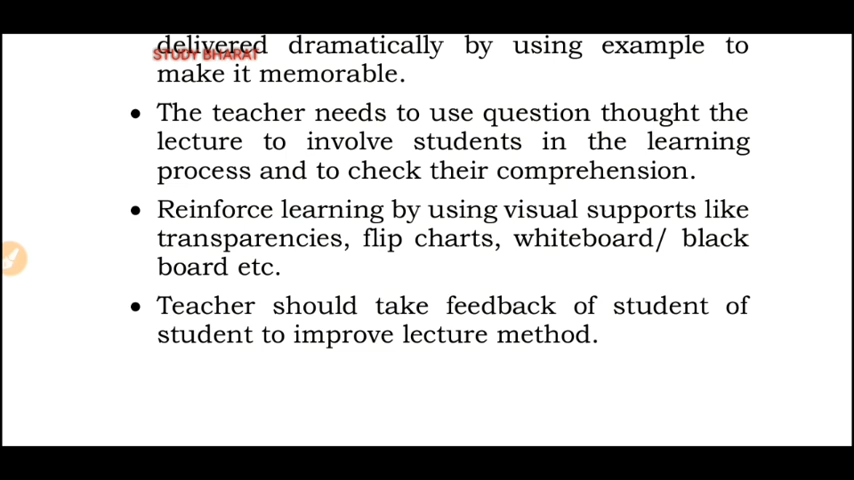 delivered dramatically by using example to
STUDY BHARAT
make it memorable.
• The teacher needs to use question thought the
lecture to involve students in the learning
process and to check their comprehension.
• Reinforce learning by using visual supports like
transparencies, flip charts, whiteboard/ black
board etc.
• Teacher should take feedback of student of
student to improve lecture method.